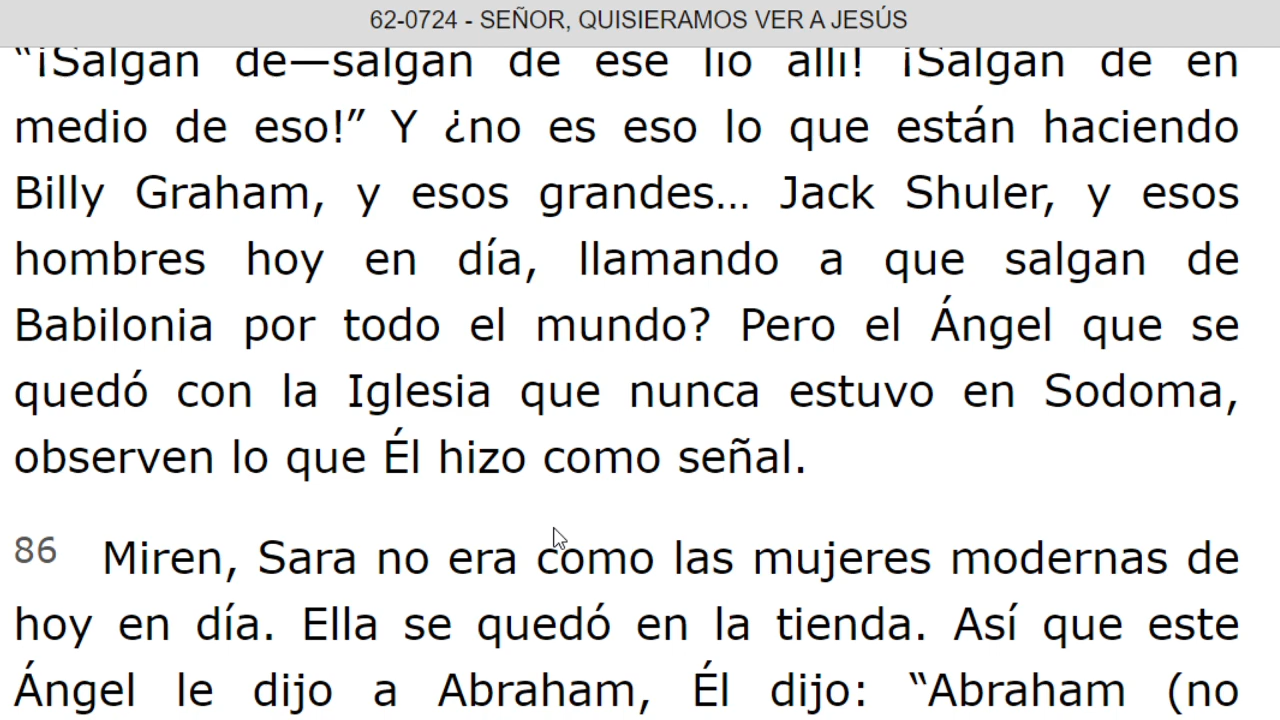 62-0724 - SEÑOR, QUISIERAMOS VER A JESÚS
“¡Salgan de—salgan de ese lío allí! ¡Salgan de en
medio de eso!” Y ¿no es eso lo que están haciendo
Billy Graham, y esos grandes... Jack Shuler, y esos
hombres hoy en día, llamando a que salgan de
Babilonia por todo el mundo? Pero el Ángel que se
quedó con la Iglesia que nunca estuvo en Sodoma,
observen lo que Él hizo como señal.
86 Miren, Sara no era como las mujeres modernas de
hoy en día. Ella se quedó en la tienda. Así que este
Ángel le dijo a Abraham, Él dijo: “Abraham (no